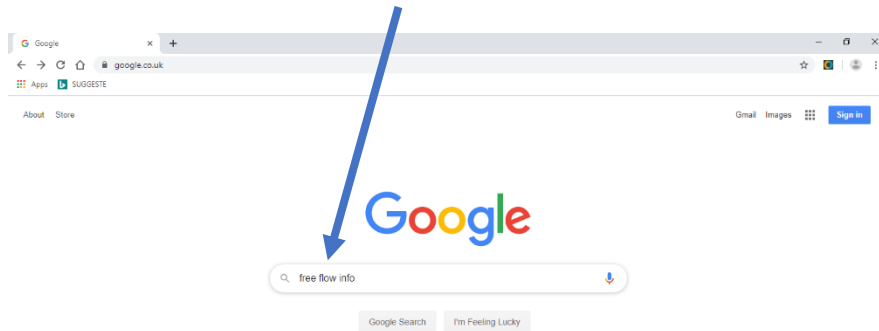 Google
google.co.uk
Apps SUGGESTE
About Store Gmail Images Sign in
Google
free flow info
Google Search I'm Feeling Lucky